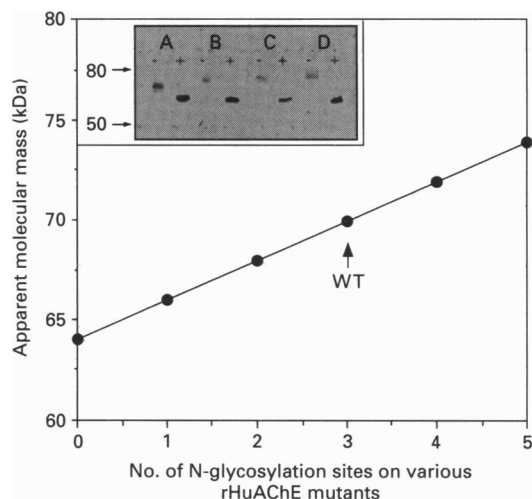 Apparent molecular mass (kDa)
80
75
70
65
60
A B C D
- + - + - + - +
80
50
WT
0 1 2 3 4 5
No. of N-glycosylation sites on various
rHuAChE mutants